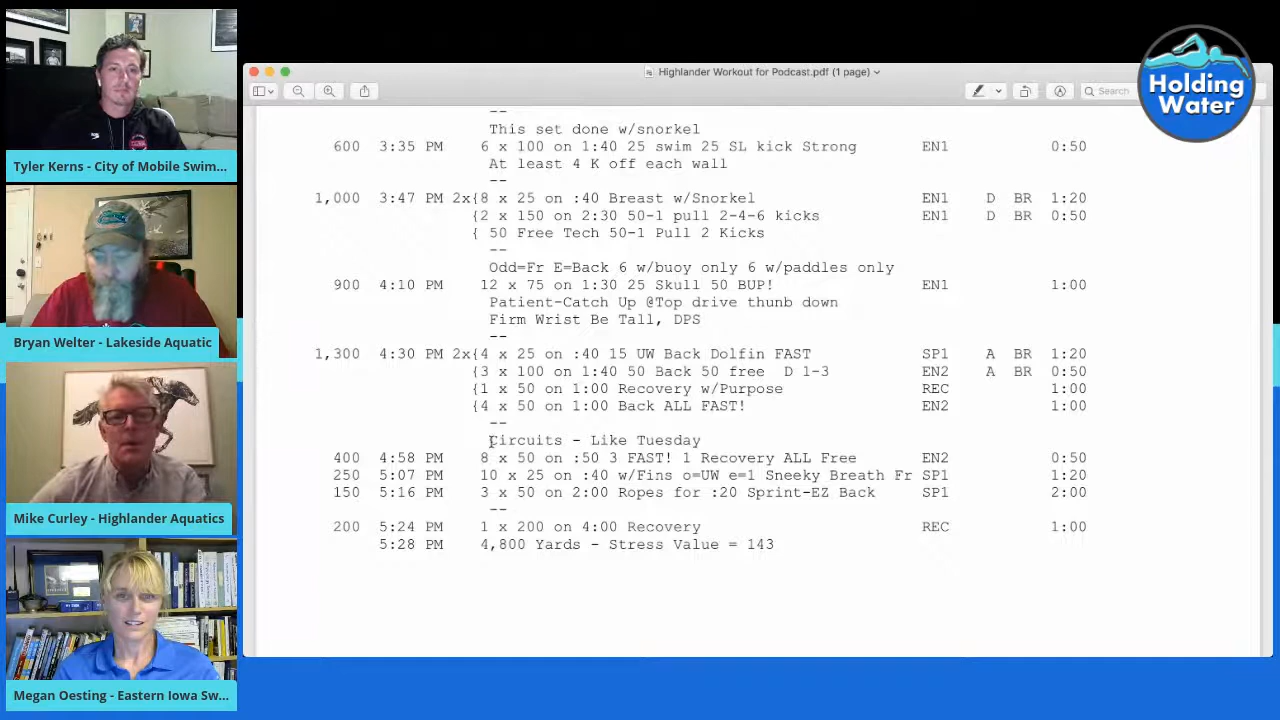 Highlander Workout for Podcast.pdf (1 page)
Search
Holding
Water
--
This set done w/snorkel
600 3:35 PM 6 x 100 on 1:40 25 swim 25 SL kick Strong EN1 0:50
At least 4 K off each wall
--
1,000 3:47 PM 2x{8 x 25 on :40 Breast w/Snorkel EN1 D BR 1:20
{2 x 150 on 2:30 50-1 pull 2-4-6 kicks EN1 D BR 0:50
{ 50 Free Tech 50-1 Pull 2 Kicks
--
Odd=Fr E=Back 6 w/buoy only 6 w/paddles only
900 4:10 PM 12 x 75 on 1:30 25 Skull 50 BUP! EN1 1:00
Patient-Catch Up @Top drive thunb down
Firm Wrist Be Tall, DPS
--
1,300 4:30 PM 2x{4 x 25 on :40 15 UW Back Dolfin FAST SP1 A BR 1:20
{3 x 100 on 1:40 50 Back 50 free D 1-3 EN2 A BR 0:50
{1 x 50 on 1:00 Recovery w/Purpose REC 1:00
{4 x 50 on 1:00 Back ALL FAST! EN2 1:00
--
Circuits - Like Tuesday
400 4:58 PM 8 x 50 on :50 3 FAST! 1 Recovery ALL Free EN2 0:50
250 5:07 PM 10 x 25 on :40 w/Fins o=UW e=1 Sneeky Breath Fr SP1 1:20
150 5:16 PM 3 x 50 on 2:00 Ropes for :20 Sprint-EZ Back SP1 2:00
--
200 5:24 PM 1 x 200 on 4:00 Recovery REC 1:00
5:28 PM 4,800 Yards - Stress Value = 143
Tyler Kerns - City of Mobile Swim...
Bryan Welter - Lakeside Aquatic
Mike Curley - Highlander Aquatics
Megan Oesting - Eastern Iowa Sw...